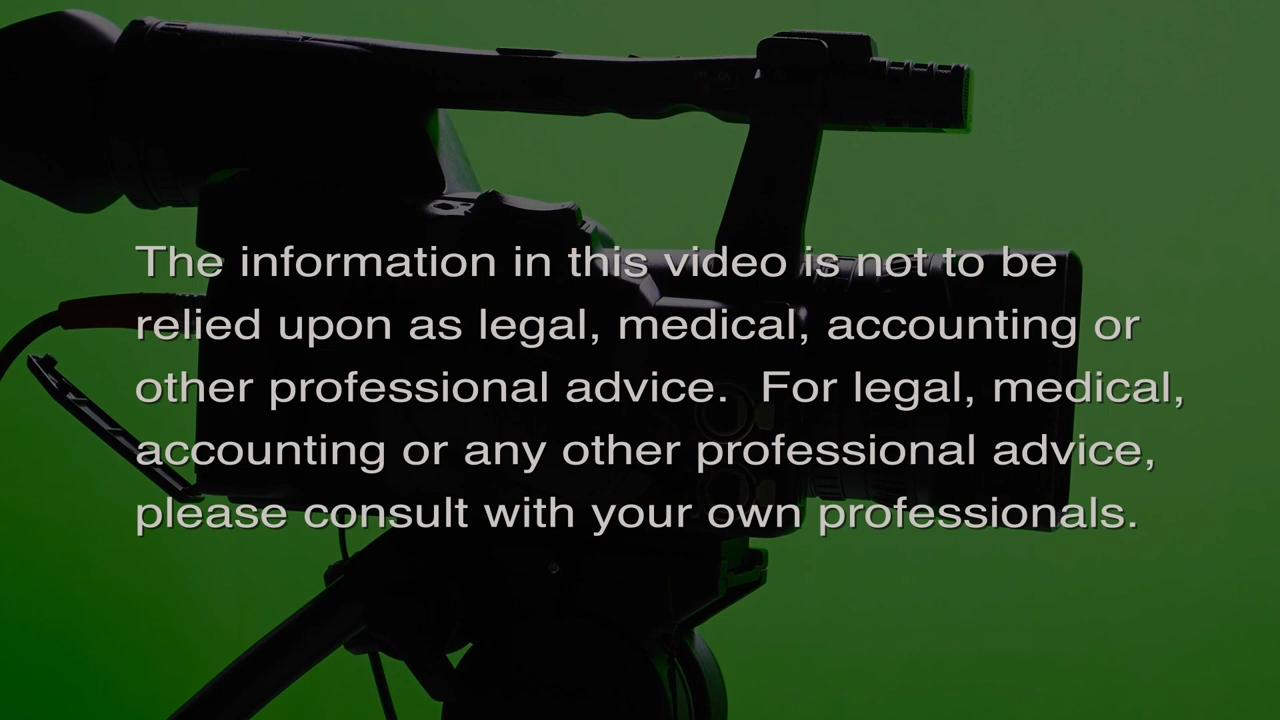 The information in this video is not to be
relied upon as legal, medical, accounting or
other professional advice.  For legal, medical,
accounting or any other professional advice,
please consult with your own professionals.